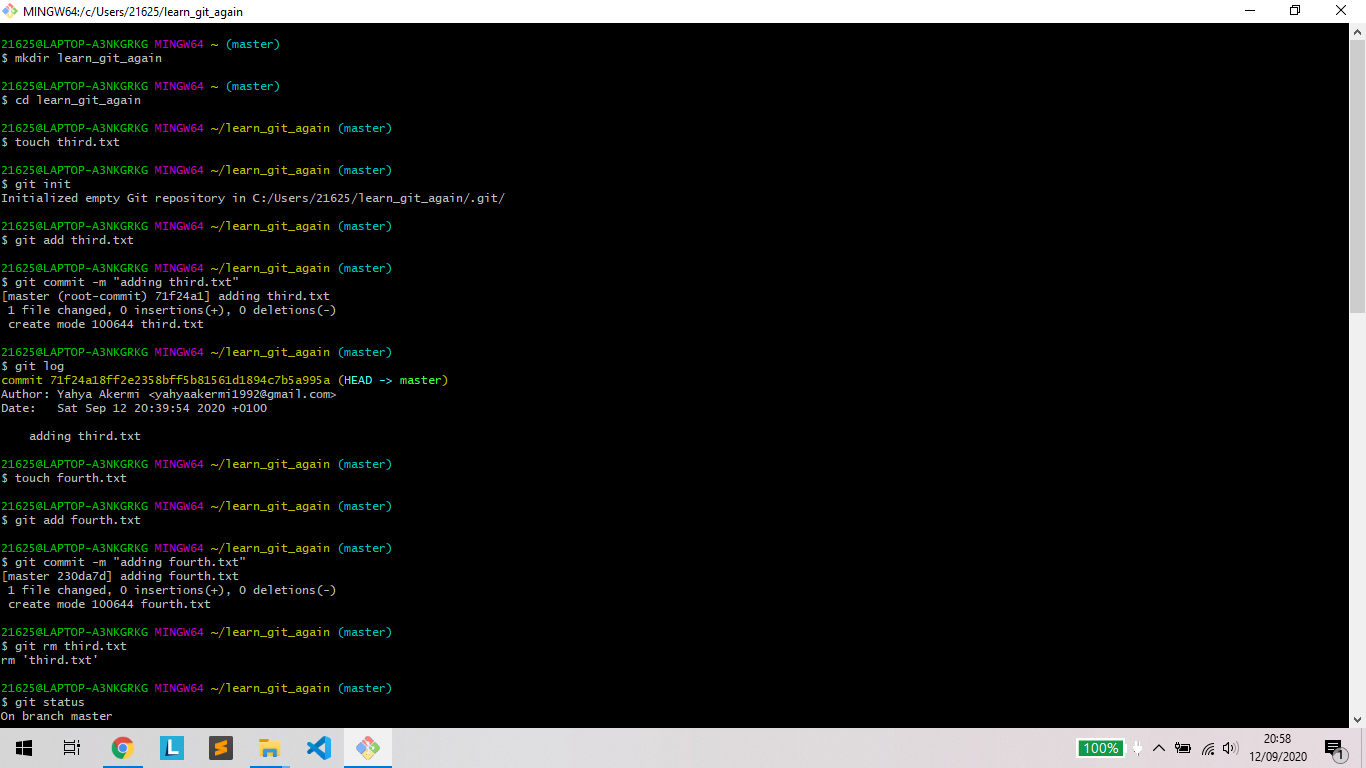 MINGW64:/c/Users/21625/learn_git_again
21625@LAPTOP-A3NKGRKG MINGW64 ~ (master)
$ mkdir learn_git_again
21625@LAPTOP-A3NKGRKG MINGW64 ~ (master)
$ cd learn_git_again
21625@LAPTOP-A3NKGRKG MINGW64 ~/learn_git_again (master)
$ touch third.txt
21625@LAPTOP-A3NKGRKG MINGW64 ~/learn_git_again (master)
$ git init
Initialized empty Git repository in C:/Users/21625/learn_git_again/.git/
21625@LAPTOP-A3NKGRKG MINGW64 ~/learn_git_again (master)
$ git add third.txt
21625@LAPTOP-A3NKGRKG MINGW64 ~/learn_git_again (master)
$ git commit -m "adding third.txt"
[master (root-commit) 71f24a1] adding third.txt
 1 file changed, 0 insertions(+), 0 deletions(-)
 create mode 100644 third.txt
21625@LAPTOP-A3NKGRKG MINGW64 ~/learn_git_again (master)
$ git log
commit 71f24a18ff2e2358bff5b81561d1894c7b5a995a (HEAD -> master)
Author: Yahya Akermi <yahyaakermi1992@gmail.com>
Date:   Sat Sep 12 20:39:54 2020 +0100
    adding third.txt
21625@LAPTOP-A3NKGRKG MINGW64 ~/learn_git_again (master)
$ touch fourth.txt
21625@LAPTOP-A3NKGRKG MINGW64 ~/learn_git_again (master)
$ git add fourth.txt
21625@LAPTOP-A3NKGRKG MINGW64 ~/learn_git_again (master)
$ git commit -m "adding fourth.txt"
[master 230da7d] adding fourth.txt
 1 file changed, 0 insertions(+), 0 deletions(-)
 create mode 100644 fourth.txt
21625@LAPTOP-A3NKGRKG MINGW64 ~/learn_git_again (master)
$ git rm third.txt
rm 'third.txt'
21625@LAPTOP-A3NKGRKG MINGW64 ~/learn_git_again (master)
$ git status
On branch master
L
S
100%
20:58
12/09/2020
1